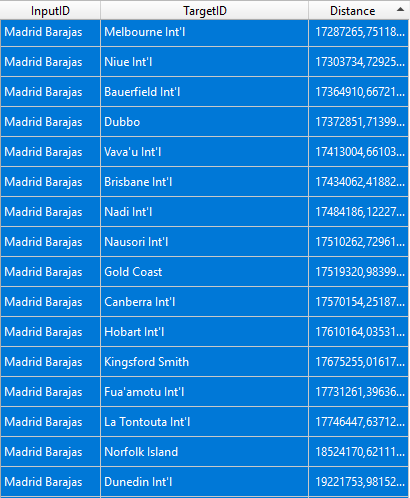 InputID TargetID Distance
Madrid Barajas Melbourne Int'l 17287265,75118...
Madrid Barajas Niue Int'l 17303734,72925...
Madrid Barajas Bauerfield Int'l 17364910,66721...
Madrid Barajas Dubbo 17372851,71399...
Madrid Barajas Vava'u Int'l 17413004,66103...
Madrid Barajas Brisbane Int'l 17434062,41882...
Madrid Barajas Nadi Int'l 17484186,12227...
Madrid Barajas Nausori Int'l 17510262,72961...
Madrid Barajas Gold Coast 17519320,98399...
Madrid Barajas Canberra Int'l 17570154,25187...
Madrid Barajas Hobart Int'l 17610164,03531...
Madrid Barajas Kingsford Smith 17675255,01617...
Madrid Barajas Fua'amotu Int'l 17731261,39636...
Madrid Barajas La Tontouta Int'l 17746447,63712...
Madrid Barajas Norfolk Island 18524170,62111...
Madrid Barajas Dunedin Int'l 19221753,98152...